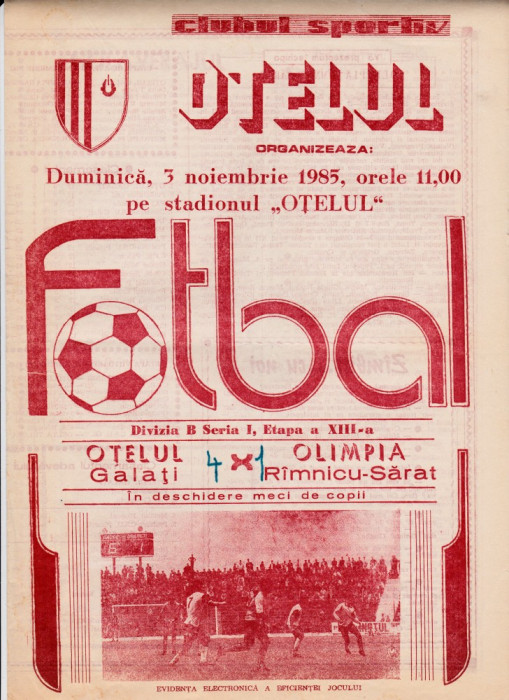 clubul sportiv
OȚELUL
ORGANIZEAZA:
Duminică, 3 noiembrie 1985, orele 11,00
pe stadionul „OȚELUL“
Fotbal
Divizia B Seria I, Etapa a XIII-a
OȚELUL Galați 4 x 1 OLIMPIA Rîmnicu-Sărat
În deschidere meci de copii
EVIDENȚA ELECTRONICĂ A EFICIENȚEI JOCULUI